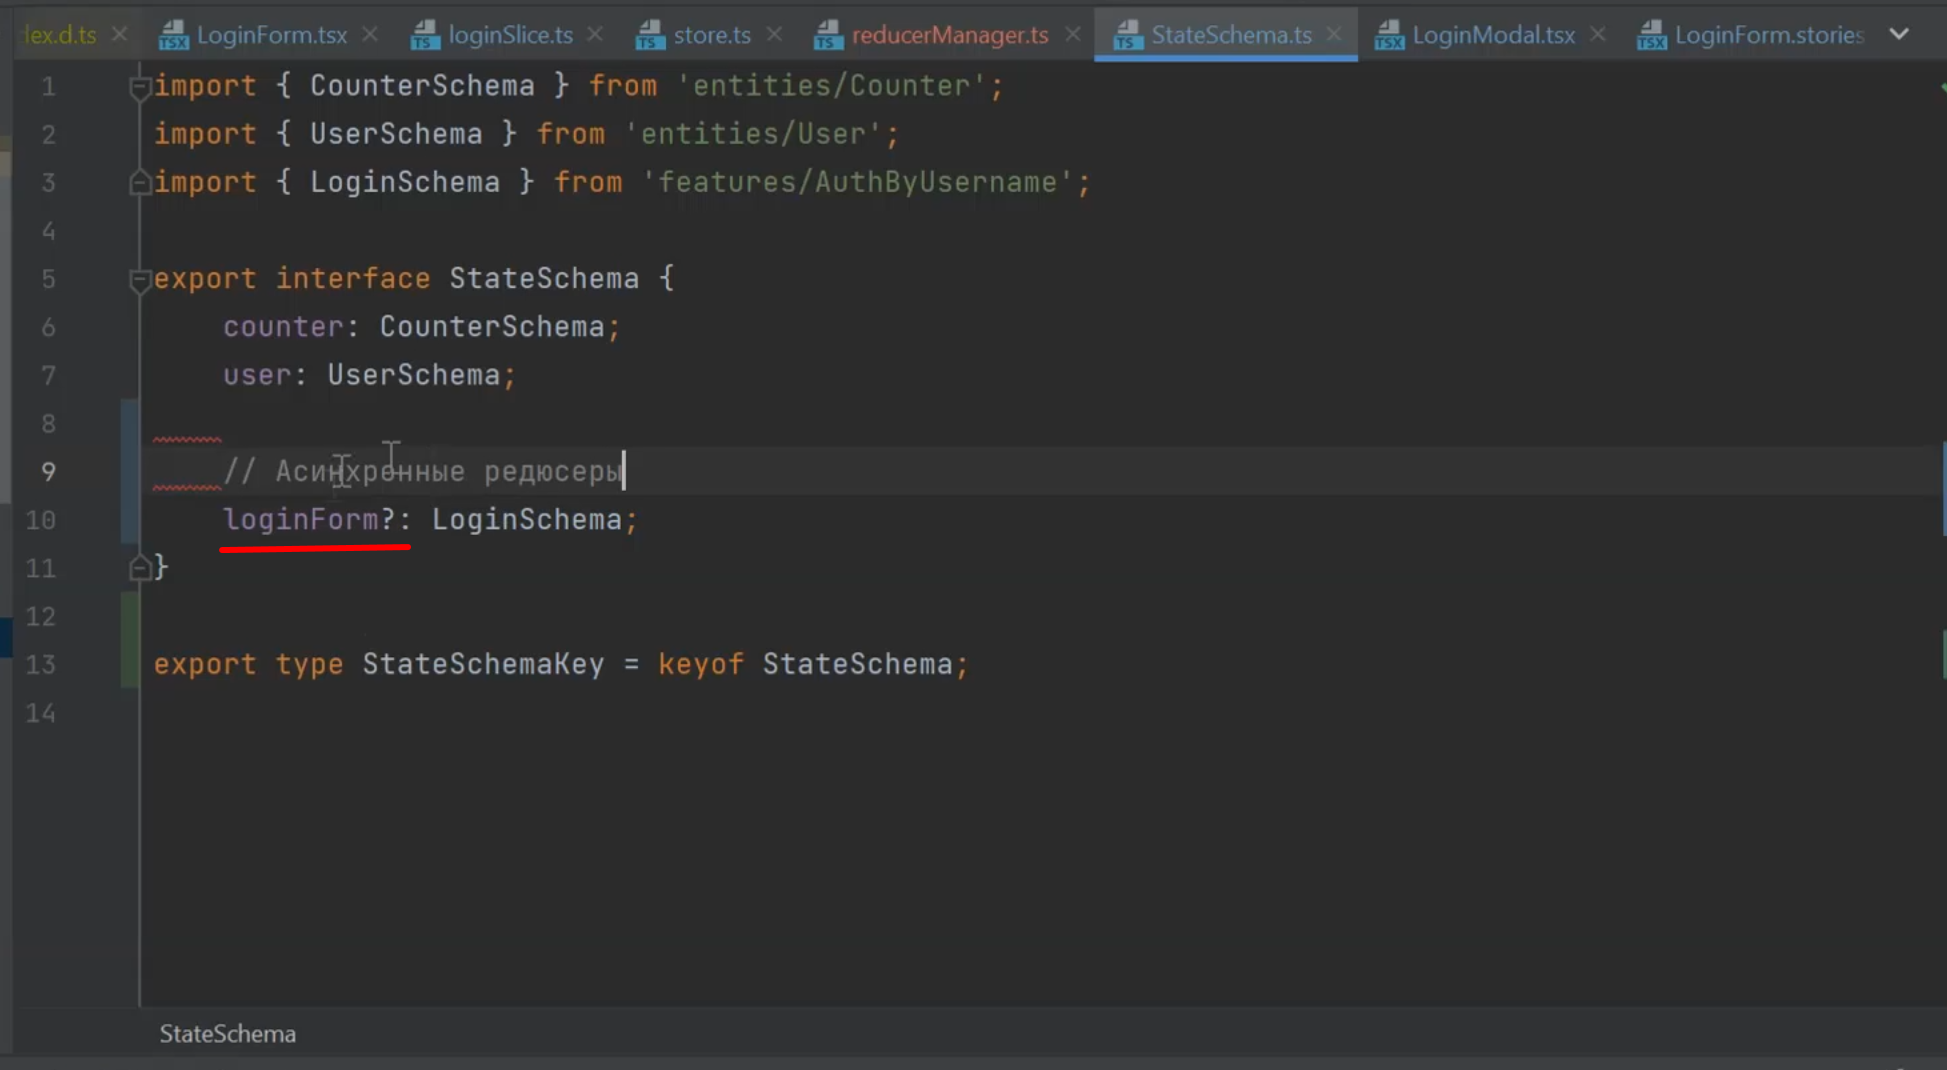 lex.d.ts LoginForm.tsx loginSlice.ts store.ts reducerManager.ts StateSchema.ts LoginModal.tsx LoginForm.stories
1 import { CounterSchema } from 'entities/Counter';
2 import { UserSchema } from 'entities/User';
3 import { LoginSchema } from 'features/AuthByUsername';
4
5 export interface StateSchema {
6 counter: CounterSchema;
7 user: UserSchema;
8
9 // Асинхронные редюсеры
10 loginForm?: LoginSchema;
11 }
12
13 export type StateSchemaKey = keyof StateSchema;
14
StateSchema